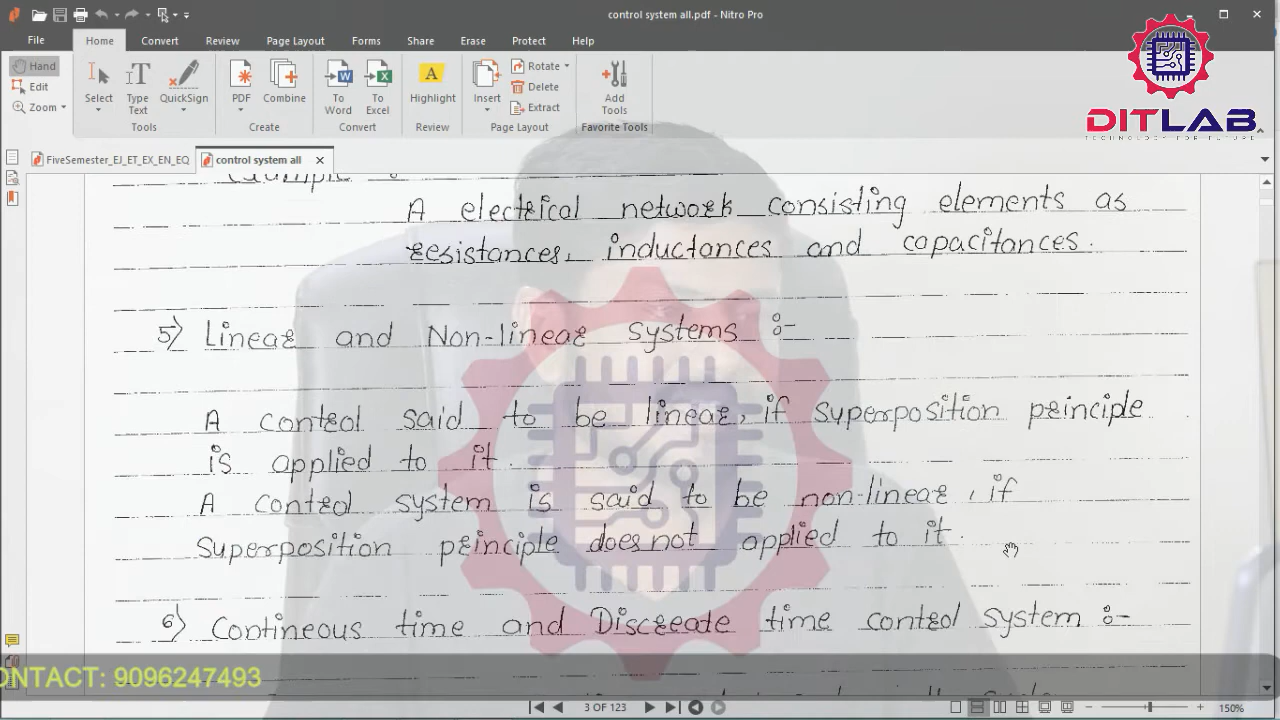 control system all.pdf - Nitro Pro
File Home Convert Review Page Layout Forms Share Erase Protect Help
Hand
Edit
Zoom
Select
Type Text
QuickSign
PDF
Combine
To Word
To Excel
Highlight
Insert
Rotate
Delete
Extract
Add Tools
Tools Create Convert Review Page Layout Favorite Tools
DITLAB
TECHNOLOGY FOR FUTURE
FiveSemester_EJ_ET_EX_EN_EQ control system all
A electrical network consisting elements as
resistances, inductances and capacitances.
5) Linear and Non-linear systems :-
A control said to be linear, if superposition principle
is applied to it
A control system is said to be non-linear, if
superposition principle does not applied to it.
6) Contineous time and Discreate time control system :-
ONTACT: 9096247493
3 OF 123
150%